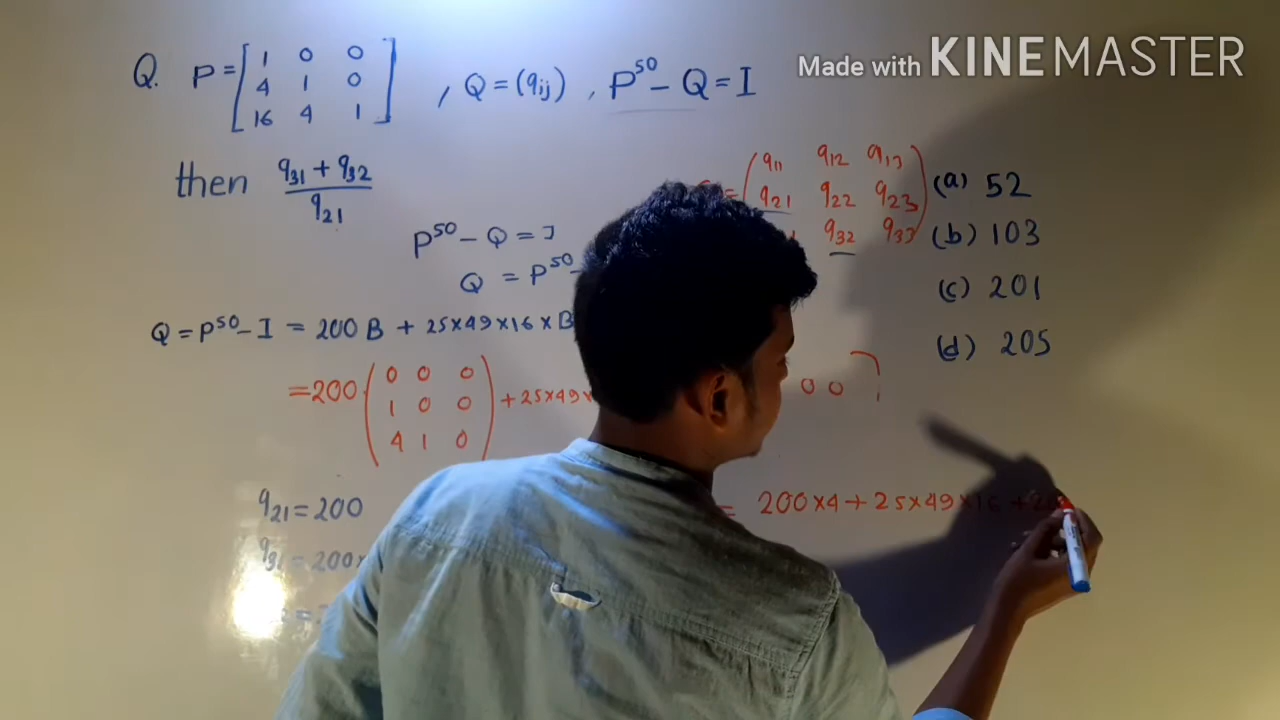 Made with KINEMASTER
Q. P = [ 1 0 0
4 1 0
16 4 1 ] , Q = (qij) , P^50 - Q = I
then (q31 + q32) / q21
= ( q11 q12 q13
q21 q22 q23
q32 q33 )
(a) 52
(b) 103
(c) 201
(d) 205
P^50 - Q = I
Q = P^50 -
Q = P^50 - I = 200 B + 25×49×16×B
= 200 ( 0 0 0
1 0 0
4 1 0 ) + 25×49×
0 0
q21 = 200
q31 = 200×
=
= 200×4 + 25×49×16 +